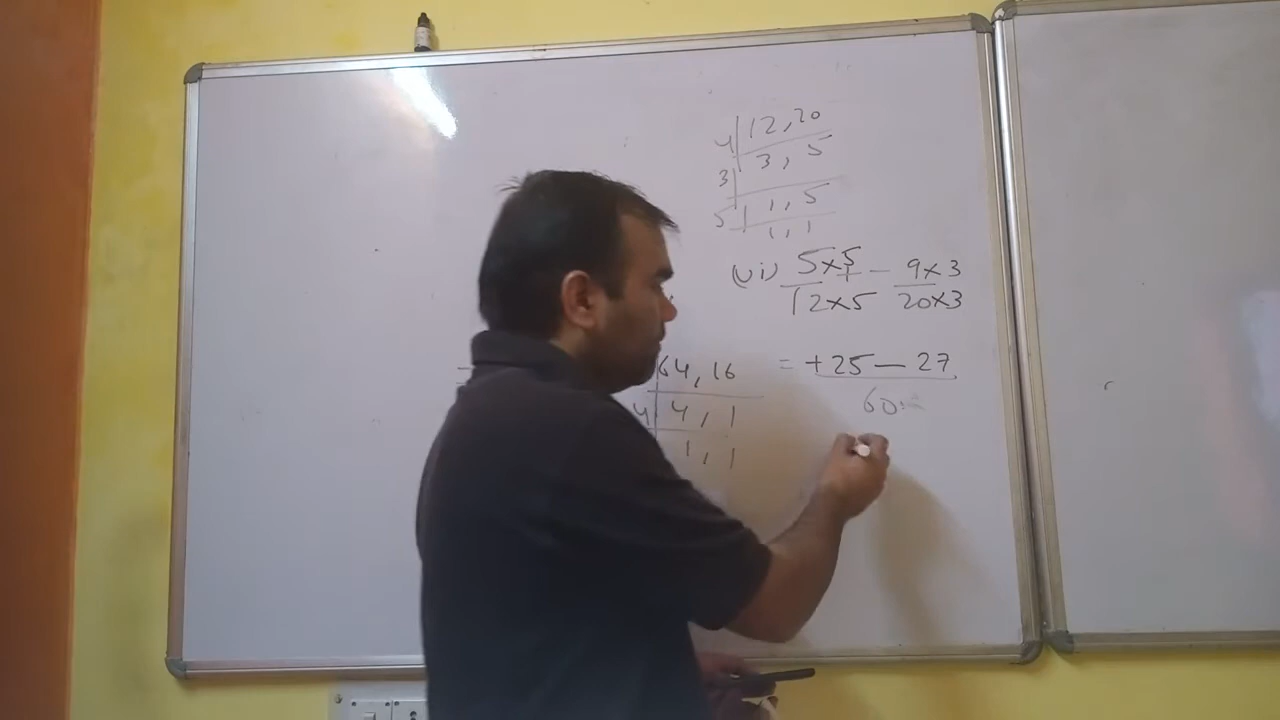 4 | 12, 20
3 | 3, 5
5 | 1, 5
1, 1
(vi) 5×5/12×5 - 9×3/20×3
= +25 - 27
60
64, 16
4 | 4, 1
1, 1